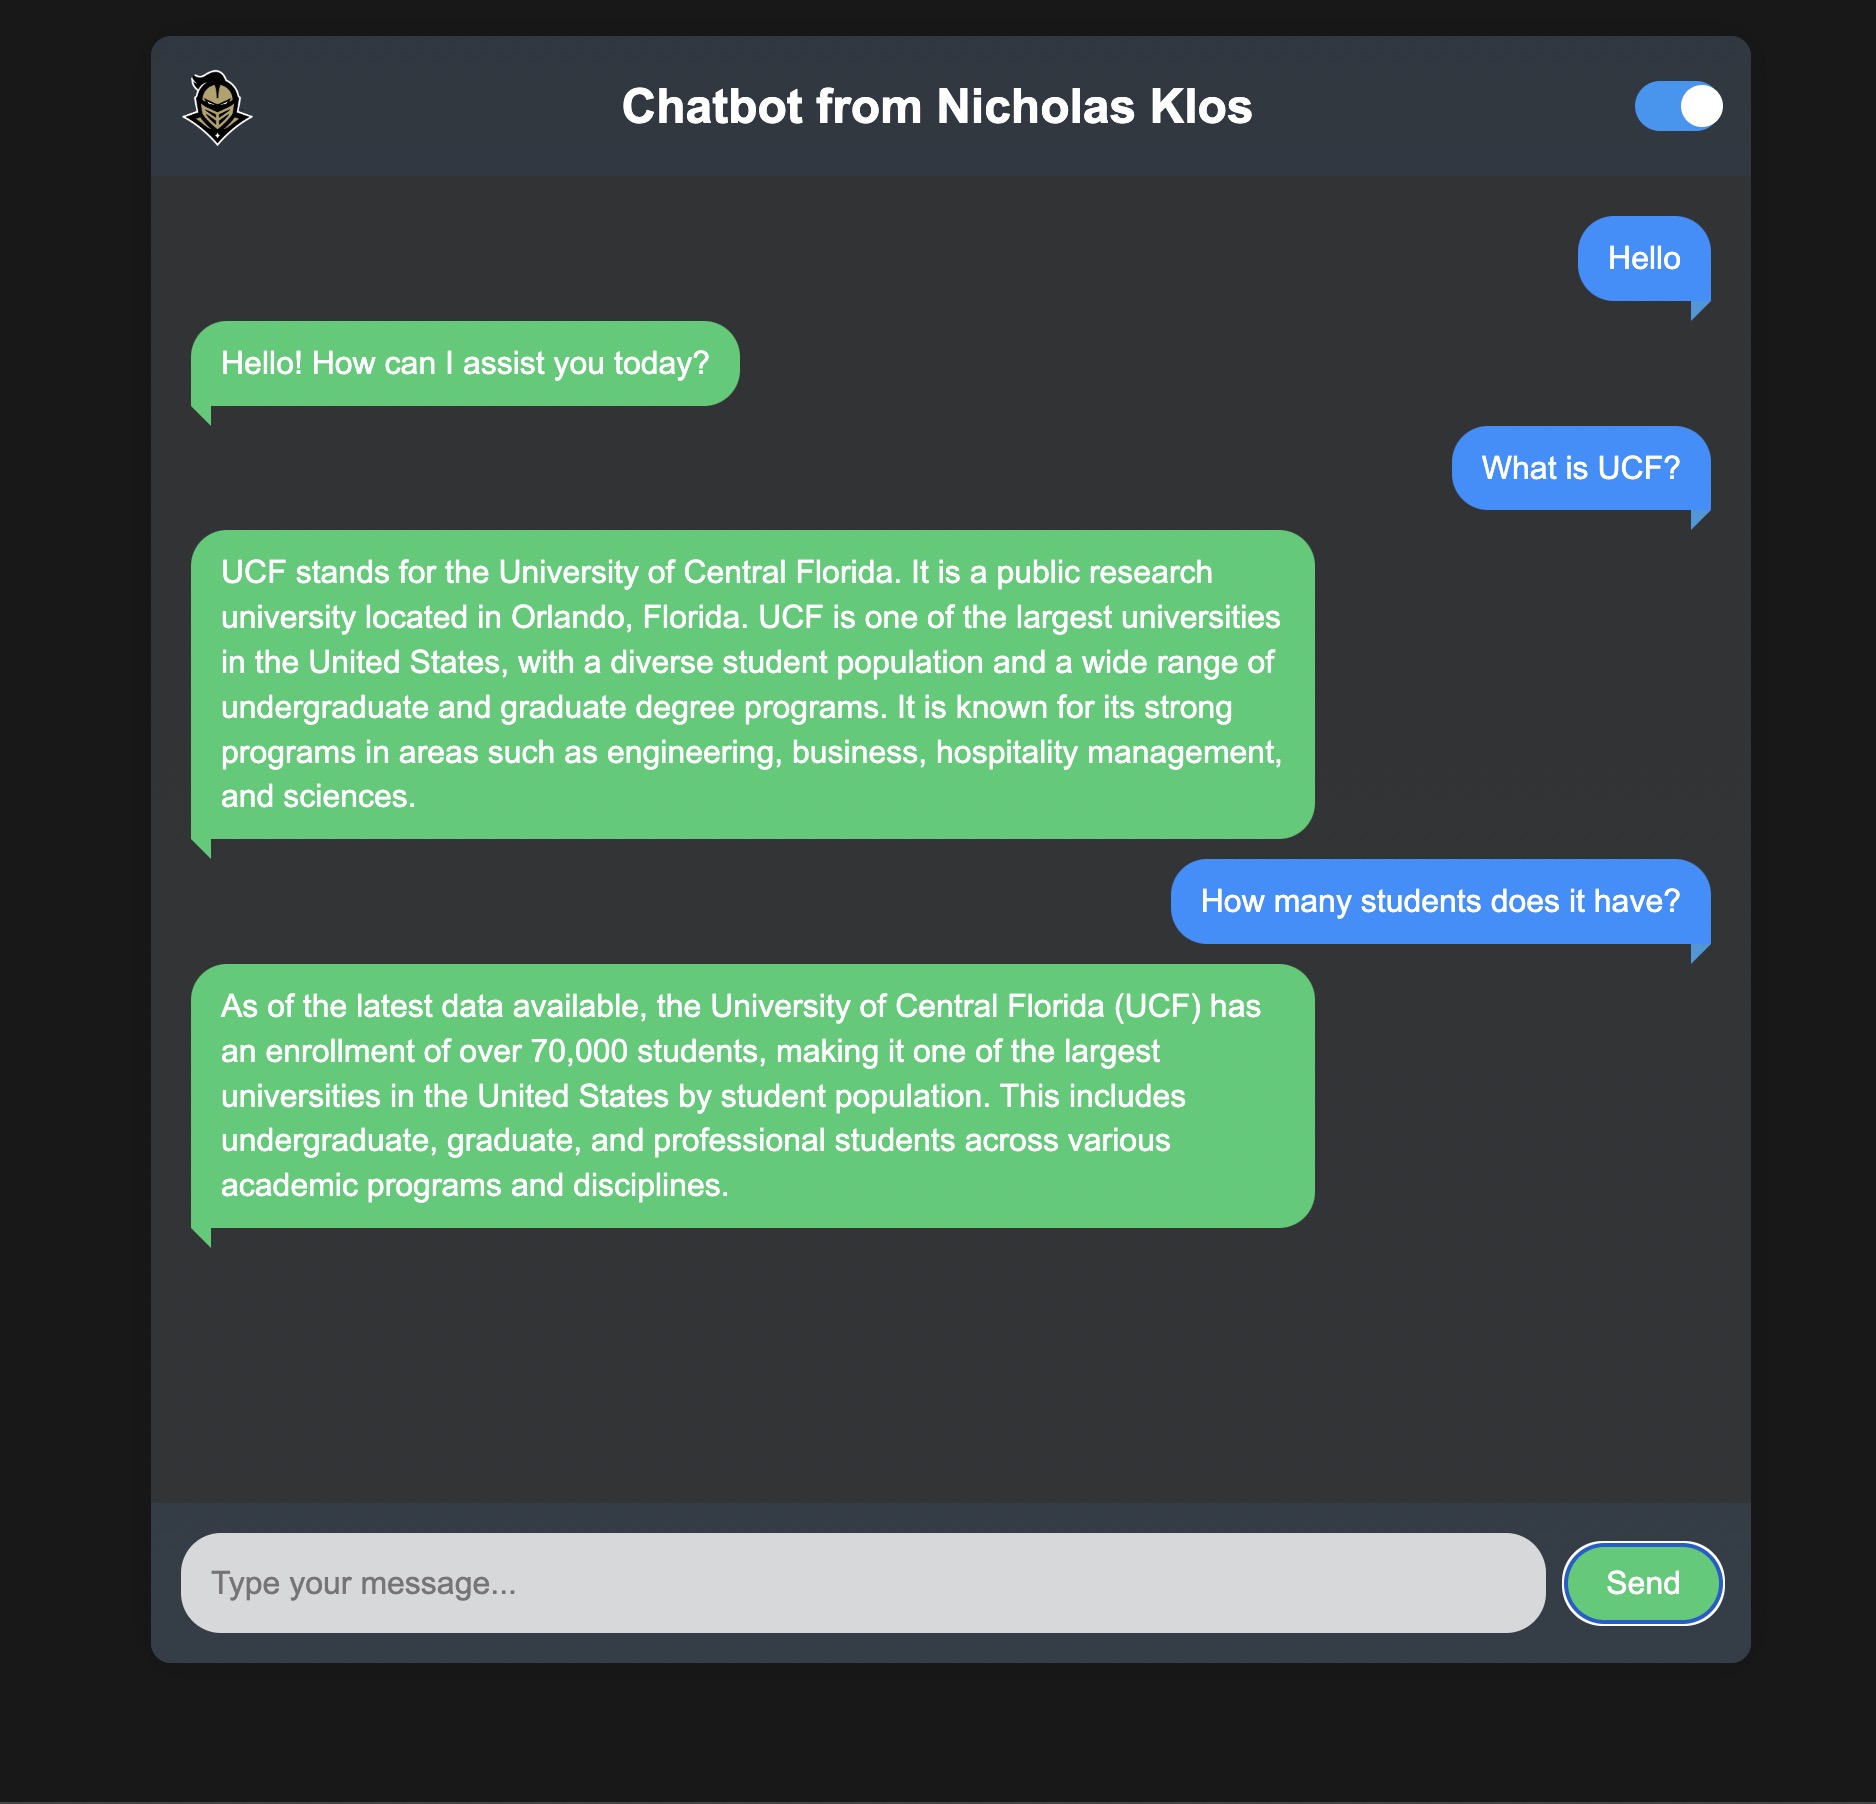 Chatbot from Nicholas Klos
Hello
Hello! How can I assist you today?
What is UCF?
UCF stands for the University of Central Florida. It is a public research
university located in Orlando, Florida. UCF is one of the largest universities
in the United States, with a diverse student population and a wide range of
undergraduate and graduate degree programs. It is known for its strong
programs in areas such as engineering, business, hospitality management,
and sciences.
How many students does it have?
As of the latest data available, the University of Central Florida (UCF) has
an enrollment of over 70,000 students, making it one of the largest
universities in the United States by student population. This includes
undergraduate, graduate, and professional students across various
academic programs and disciplines.
Type your message...
Send